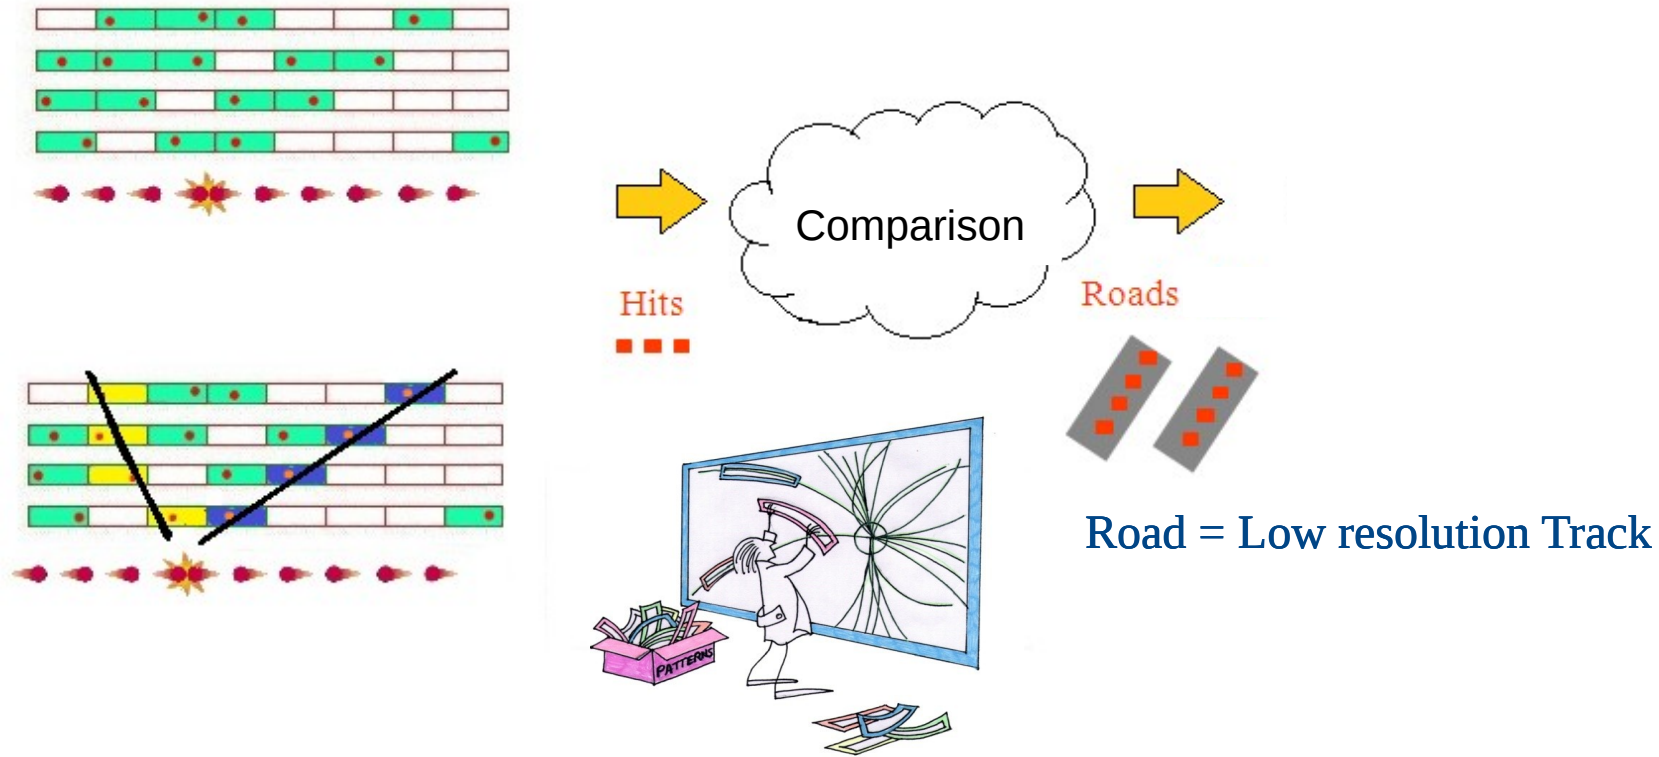 Comparison
Hits
Roads
Road = Low resolution Track
PATTERNS